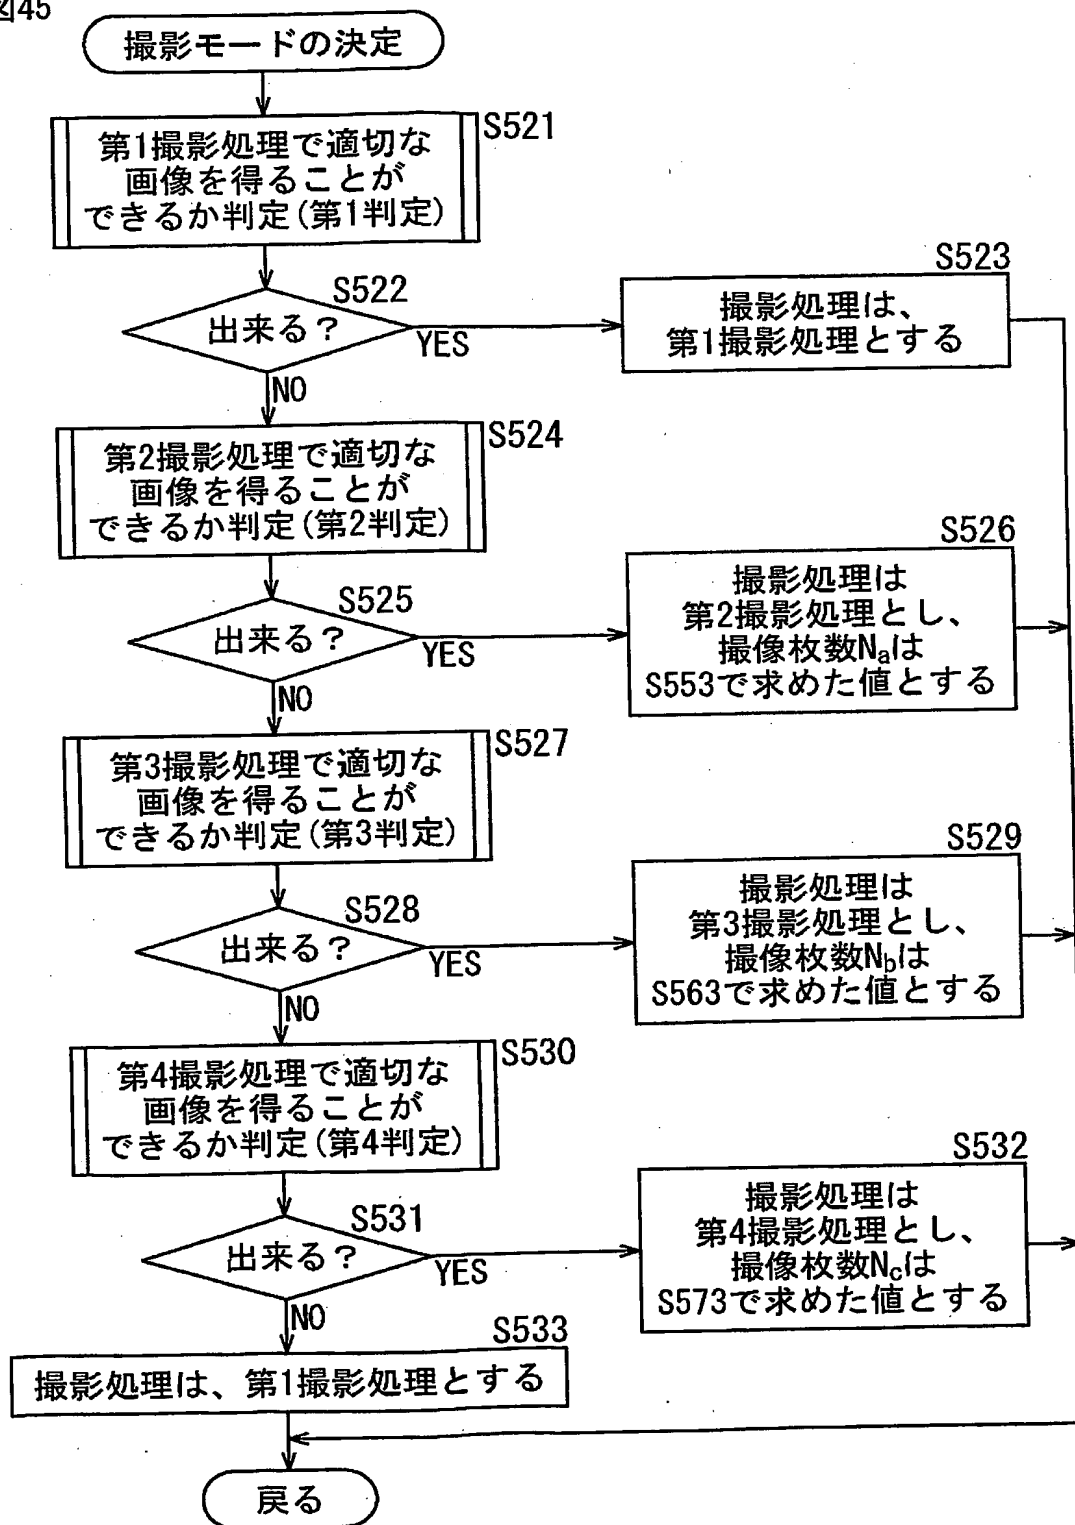 図45
撮影モードの決定
S521
第1撮影処理で適切な
画像を得ることが
できるか判定(第1判定)
S522
出来る?
YES
NO
S523
撮影処理は、
第1撮影処理とする
S524
第2撮影処理で適切な
画像を得ることが
できるか判定(第2判定)
S525
出来る?
YES
NO
S526
撮影処理は
第2撮影処理とし、
撮像枚数Naは
S553で求めた値とする
S527
第3撮影処理で適切な
画像を得ることが
できるか判定(第3判定)
S528
出来る?
YES
NO
S529
撮影処理は
第3撮影処理とし、
撮像枚数Nbは
S563で求めた値とする
S530
第4撮影処理で適切な
画像を得ることが
できるか判定(第4判定)
S531
出来る?
YES
NO
S532
撮影処理は
第4撮影処理とし、
撮像枚数Ncは
S573で求めた値とする
S533
撮影処理は、第1撮影処理とする
戻る